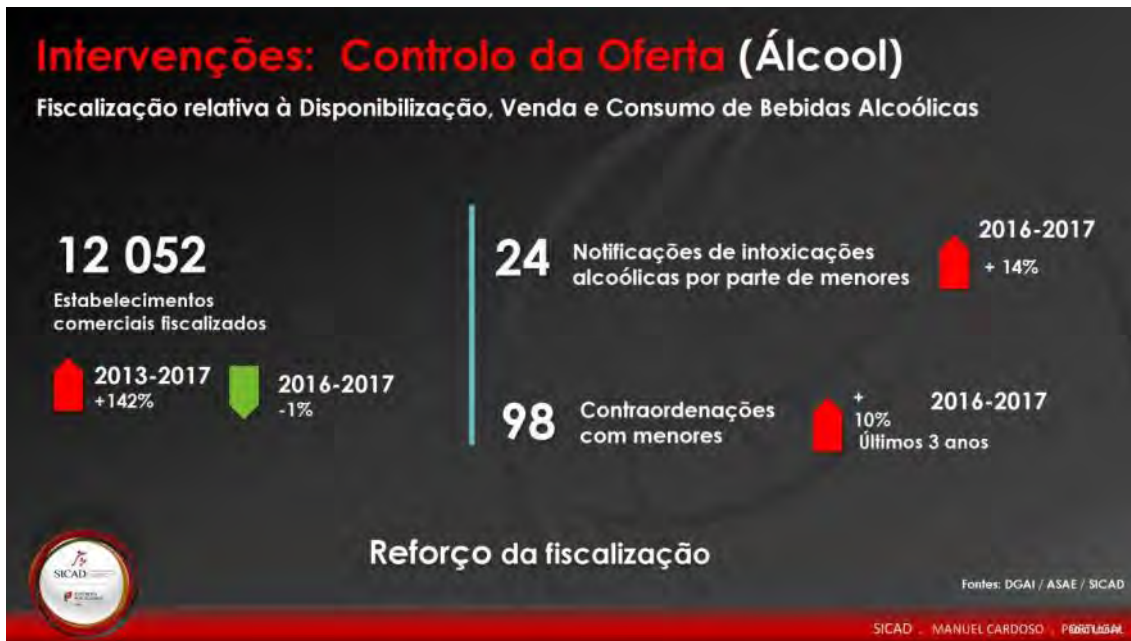 Intervenções: Controlo da Oferta (Álcool)
Fiscalização relativa à Disponibilização, Venda e Consumo de Bebidas Alcoólicas
12 052
Estabelecimentos
comerciais fiscalizados
2013-2017
+142%
2016-2017
-1%
24
Notificações de intoxicações
alcoólicas por parte de menores
2016-2017
+ 14%
98
Contraordenações
com menores
+
10%
2016-2017
Últimos 3 anos
Reforço da fiscalização
SICAD
Fontes: DGAI / ASAE / SICAD
SICAD . MANUEL CARDOSO . PORTUGAL